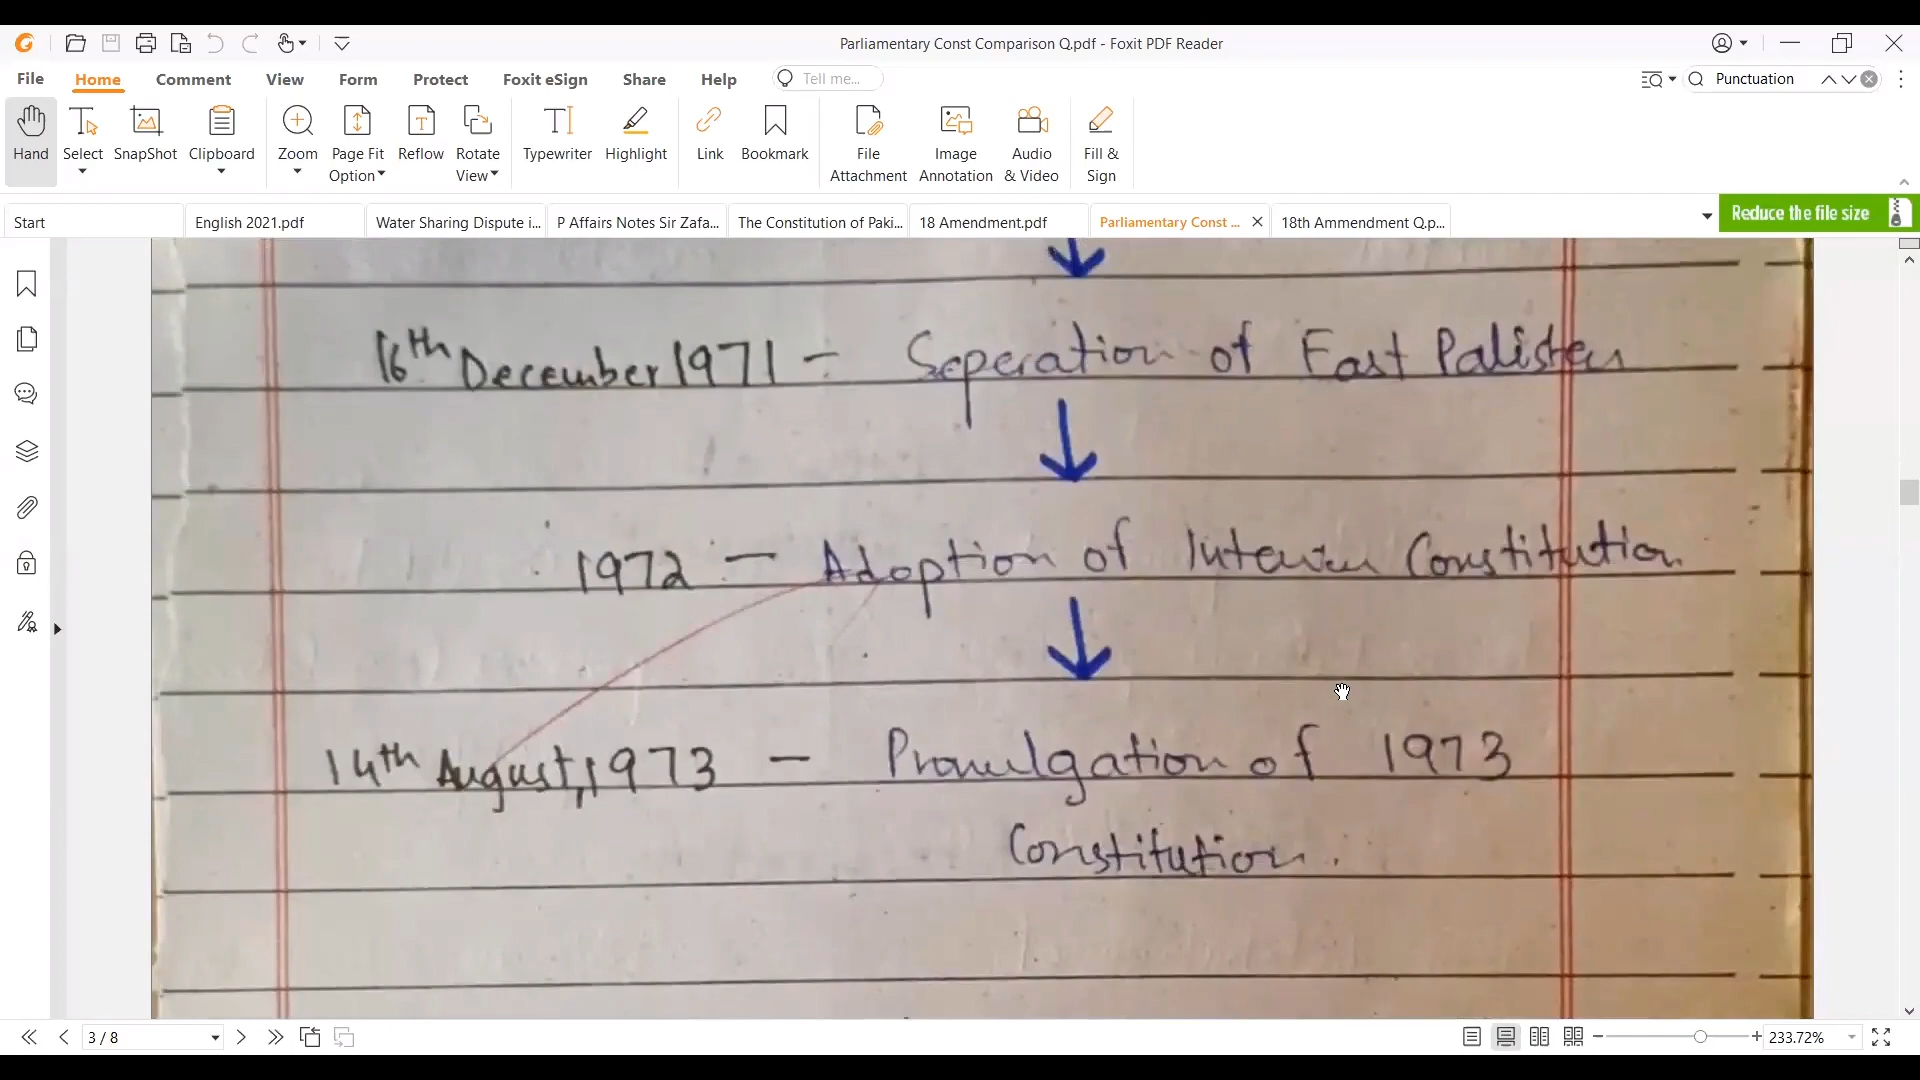 Parliamentary Const Comparison Q.pdf - Foxit PDF Reader
File Home Comment View Form Protect Foxit eSign Share Help Tell me... Punctuation
Hand Select SnapShot Clipboard Zoom Page Fit Option Reflow Rotate View Typewriter Highlight Link Bookmark File Attachment Image Annotation Audio & Video Fill & Sign
Start English 2021.pdf Water Sharing Dispute i... P Affairs Notes Sir Zafa... The Constitution of Paki... 18 Amendment.pdf Parliamentary Const ... 18th Ammendment Q.p... Reduce the file size
16th December 1971 - Seperation of East Pakistan
1972 - Adoption of Interim Constitution
14th August, 1973 - Promulgation of 1973
Constitution.
3 / 8 233.72%